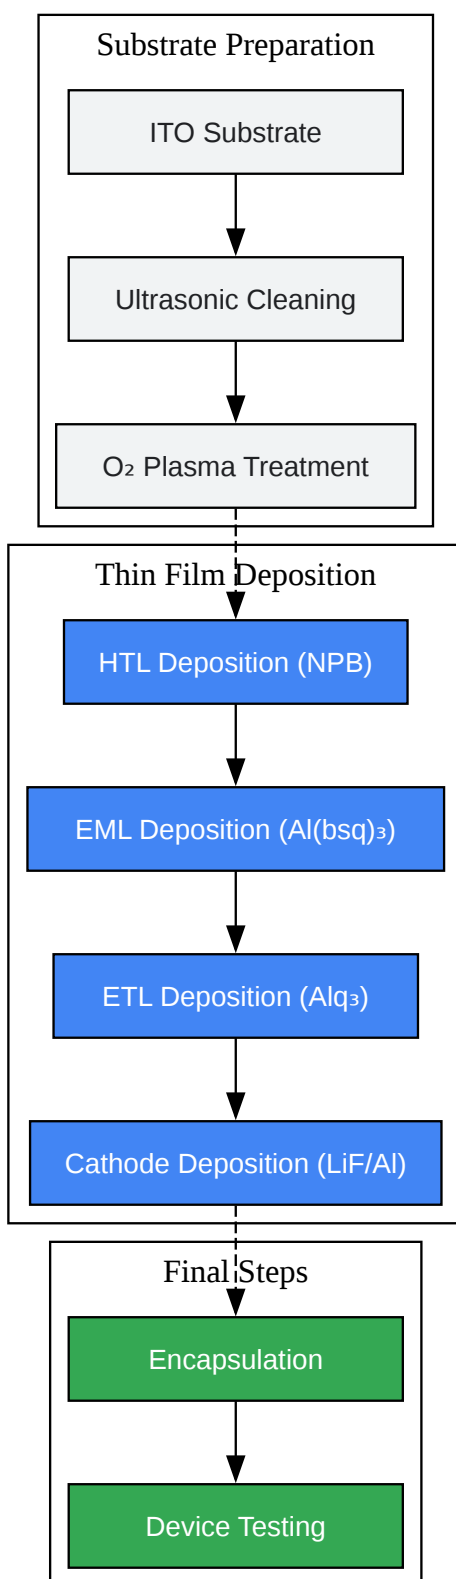 Substrate Preparation
ITO Substrate
Ultrasonic Cleaning
O₂ Plasma Treatment
Thin Film Deposition
HTL Deposition (NPB)
EML Deposition (Al(bsq)₃)
ETL Deposition (Alq₃)
Cathode Deposition (LiF/Al)
Final Steps
Encapsulation
Device Testing